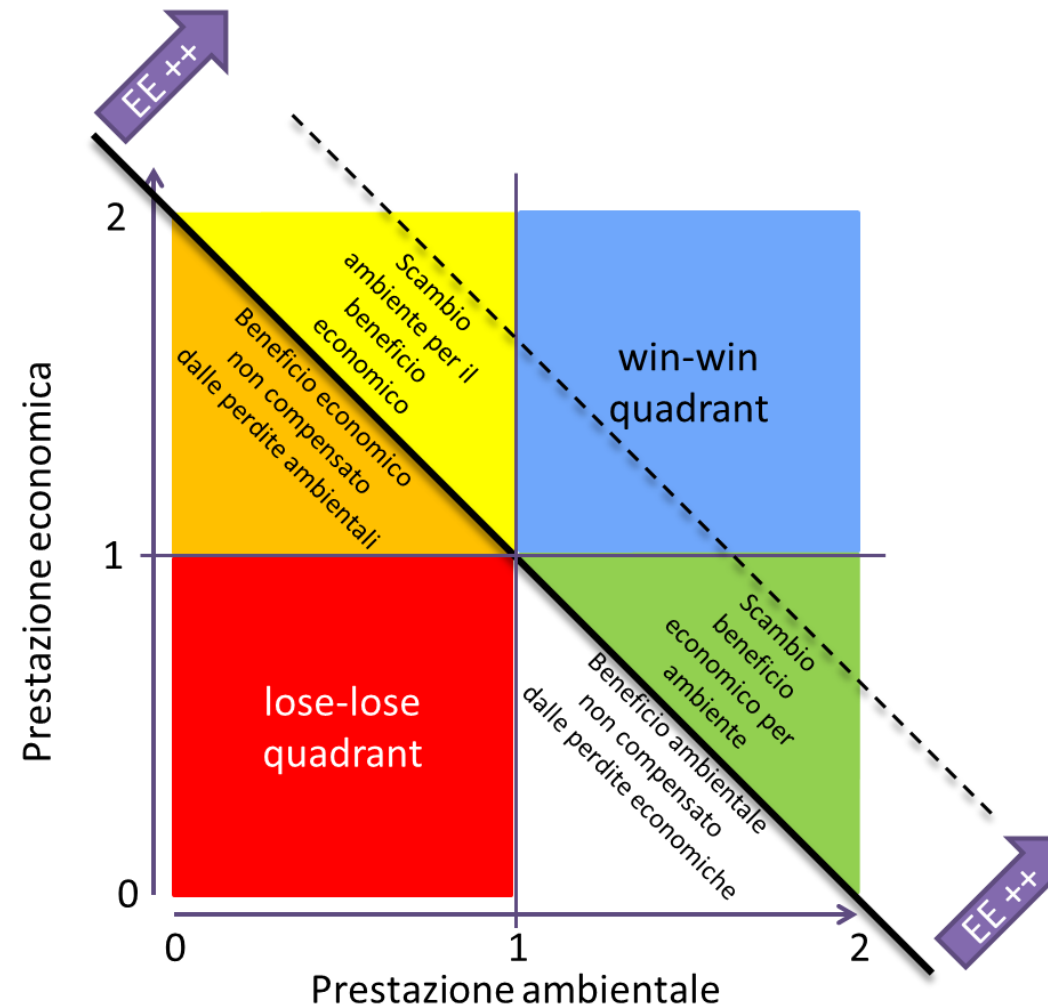 EE ++
2
Scambio
ambiente per il
beneficio
economico
win-win
quadrant
Beneficio economico
non compensato
dalle perdite ambientali
Prestazione economica
1
lose-lose
quadrant
Scambio
beneficio
economico per
ambiente
Beneficio ambientale
non compensato
dalle perdite economiche
EE ++
0
0
1
2
Prestazione ambientale